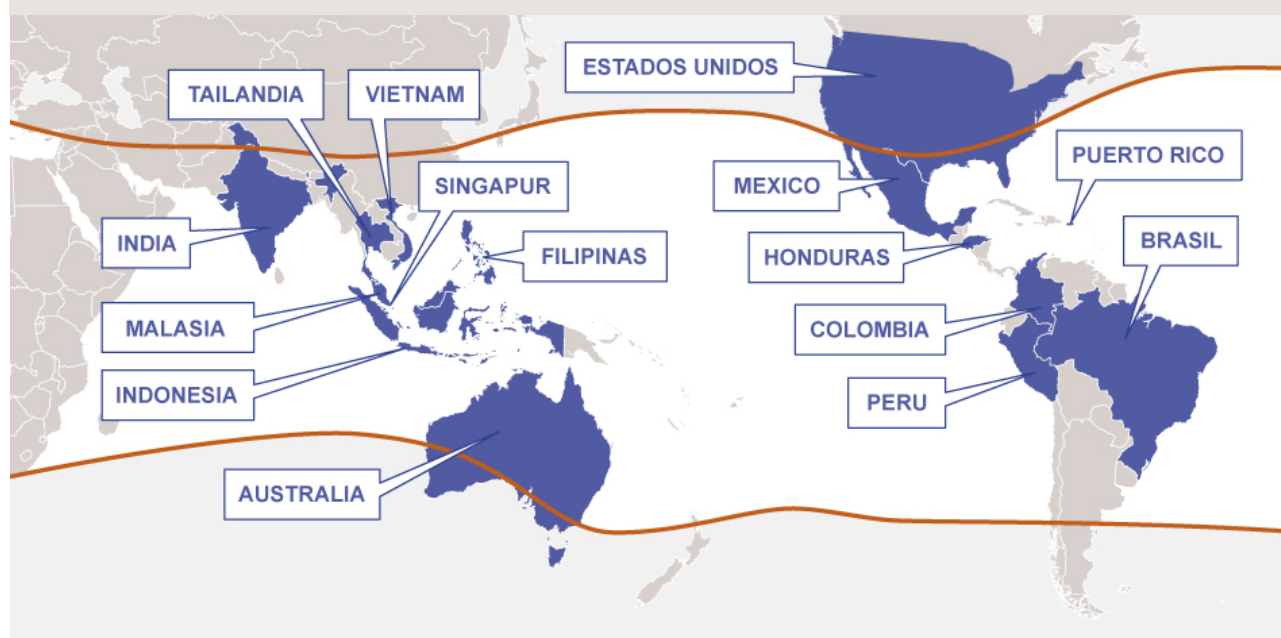 ESTADOS UNIDOS
TAILANDIA
VIETNAM
PUERTO RICO
SINGAPUR
MEXICO
INDIA
FILIPINAS
HONDURAS
BRASIL
MALASIA
COLOMBIA
INDONESIA
PERU
AUSTRALIA